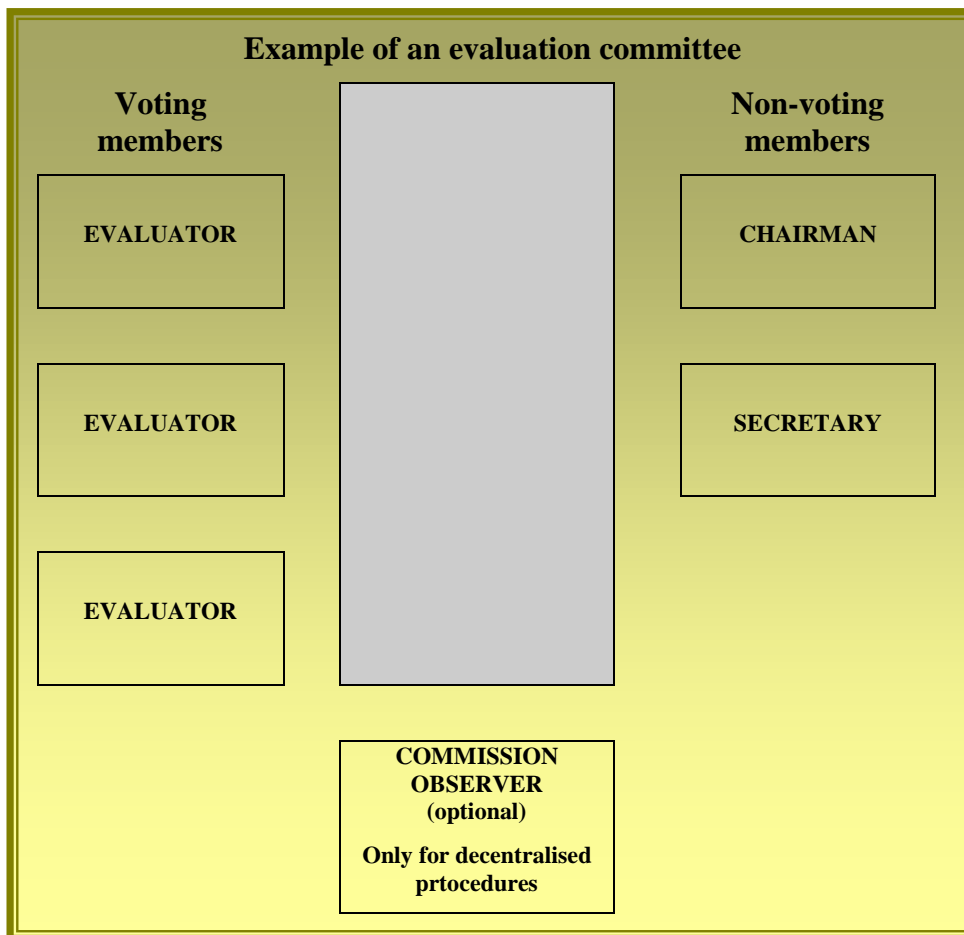 Example of an evaluation committee
Voting
members
Non-voting
members
EVALUATOR
CHAIRMAN
EVALUATOR
SECRETARY
EVALUATOR
COMMISSION
OBSERVER
(optional)
Only for decentralised
prtocedures